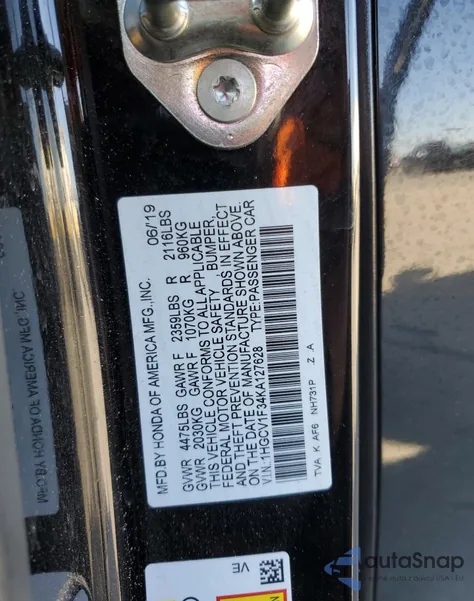 MFD.BY HONDA OF AMERICA MFG.,INC. 06/19
GVWR 4475LBS GAWR F 2359LBS R 2116LBS
GVWR 2030KG GAWR F 1070KG R 960KG
THIS VEHICLE CONFORMS TO ALL APPLICABLE
FEDERAL MOTOR VEHICLE SAFETY BUMPER,
AND THEFT PREVENTION STANDARDS IN EFFECT
ON THE DATE OF MANUFACTURE SHOWN ABOVE.
V.I.N.:1HGCV1F34KA127628 TYPE:PASSENGER CAR
TVA K AF6 NH731P Z A
VE
autoSnap